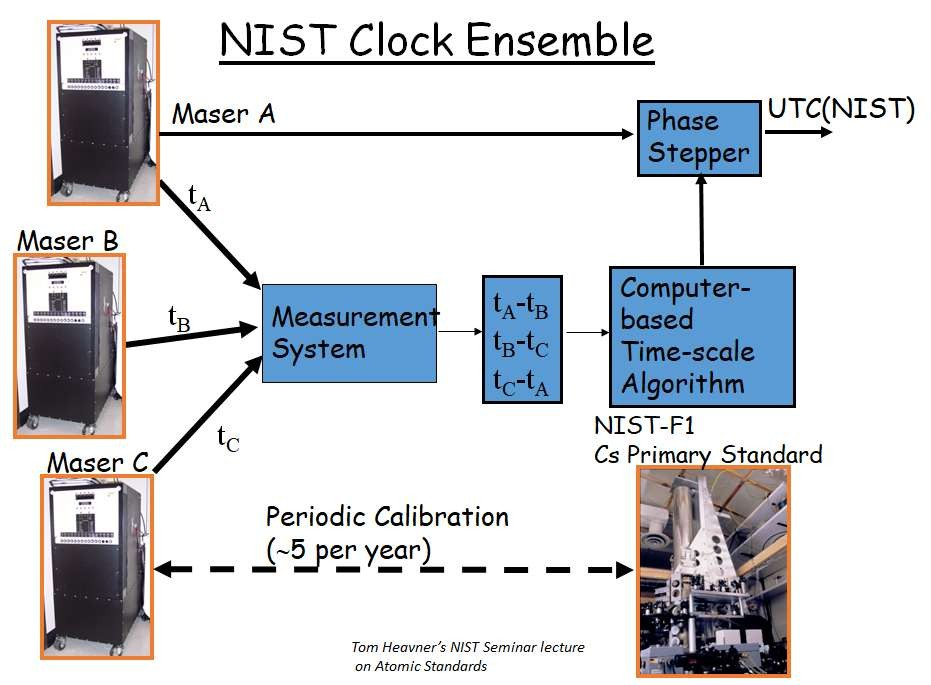 NIST Clock Ensemble
Maser A
Phase
Stepper
UTC(NIST)
tA
Maser B
tB
Measurement
System
tA-tB
tB-tC
tC-tA
Computer-
based
Time-scale
Algorithm
tC
Maser C
NIST-F1
Cs Primary Standard
Periodic Calibration
(~5 per year)
Tom Heavner's NIST Seminar lecture
on Atomic Standards